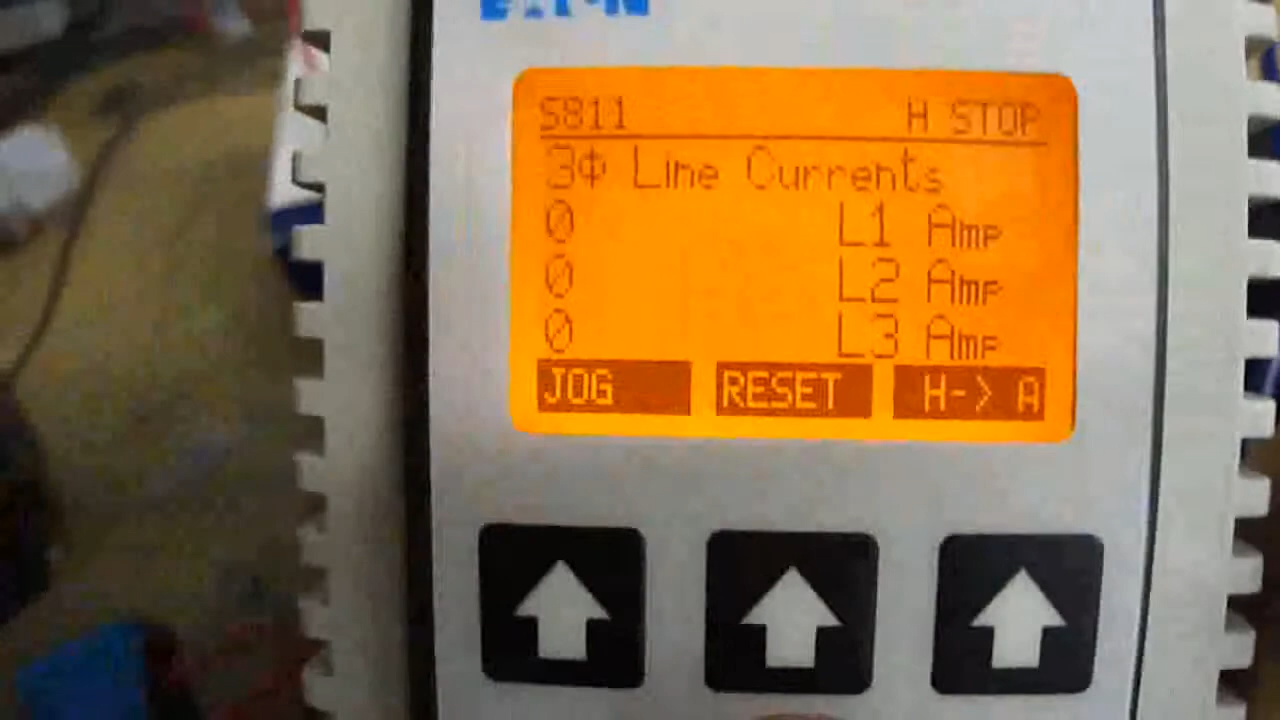 S811 H STOP
3Φ Line Currents
0 L1 Amp
0 L2 Amp
0 L3 Amp
JOG RESET H-> A